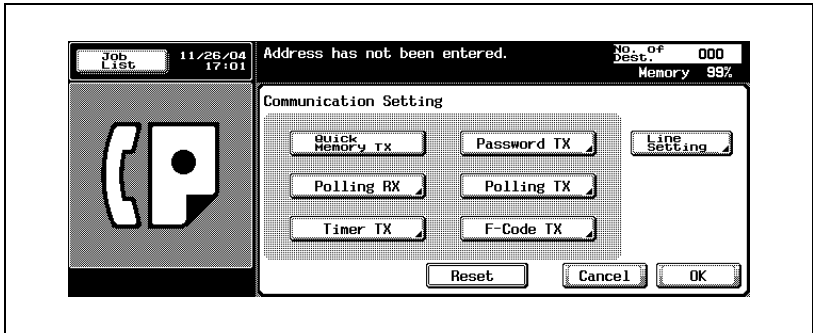 Job
List
11/26/04
17:01
Address has not been entered.
No. of
Dest.
000
Memory 99%
Communication Setting
Quick
Memory TX
Password TX
Line
Setting
Polling RX
Polling TX
Timer TX
F-Code TX
Reset
Cancel
OK